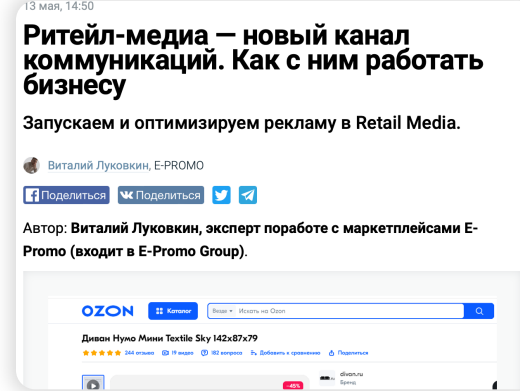 13 мая, 14:50
Ритейл-медиа — новый канал
коммуникаций. Как с ним работать
бизнесу
Запускаем и оптимизируем рекламу в Retail Media.
Виталий Луковкин, E-PROMO
Поделиться Поделиться
Автор: Виталий Луковкин, эксперт поработе с маркетплейсами E-
Promo (входит в E-Promo Group).
OZON Каталог Везде Искать на Ozon
Диван Нумо Мини Textile Sky 142x87x79
244 отзыва 19 видео 182 вопроса Добавить к сравнению Поделиться
-45%
divan.ru
Бренд